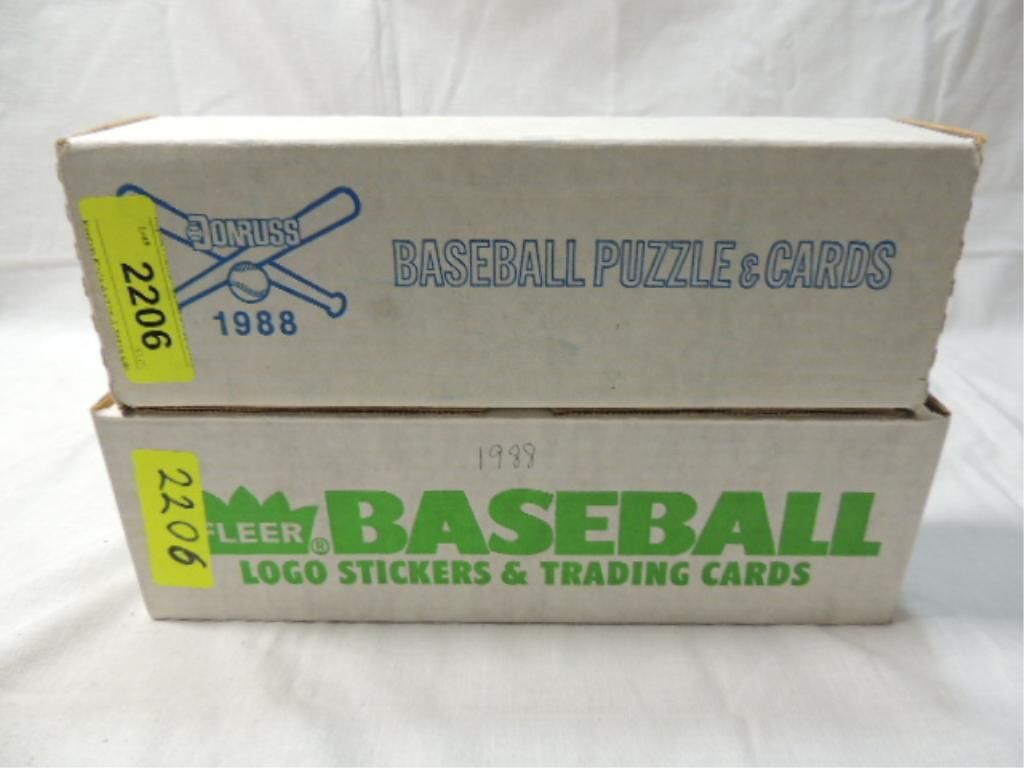 DONRUSS
1988
BASEBALL PUZZLE & CARDS
Lot#
2206
1988
2206
FLEER® BASEBALL
LOGO STICKERS & TRADING CARDS